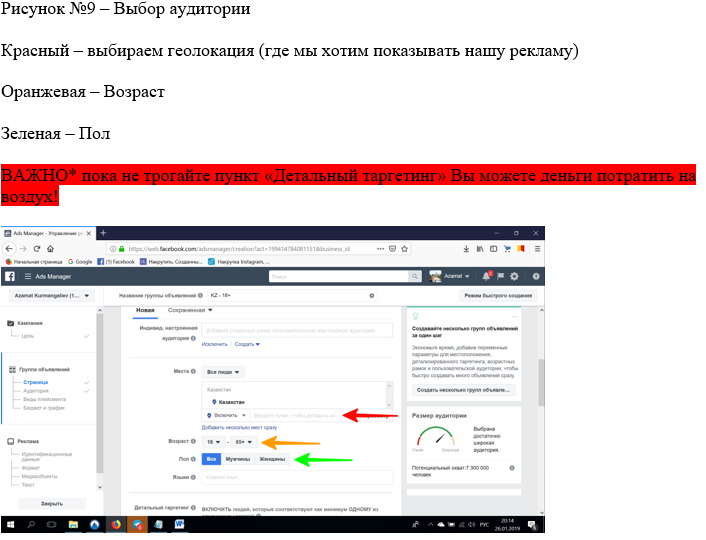 Рисунок №9 – Выбор аудитории
Красный – выбираем геолокация (где мы хотим показывать нашу рекламу)
Оранжевая – Возраст
Зеленая – Пол
ВАЖНО* пока не трогайте пункт «Детальный таргетинг» Вы можете деньги потратить на
воздух!
Ads Manager - Управление ре
https://web.facebook.com/adsmanager/creation?act=199414784081151&business_id
Начальная страница Google (1) Facebook Накрутить, Созданны... Накрутка Instagram, ...
Ads Manager Поиск Azamat
Azamat Kurmangaliev (1... Название группы объявлений KZ - 18+ Режим быстрого создания
Новая Сохраненная
Кампания
Цель
Группа объявлений
Страница
Аудитория
Виды плейсмента
Бюджет и график
Реклама
Идентификационные
данные
Формат
Медиаобъекты
Текст
Закрыть
Индивид. настроенная
аудитория
Добавьте созданную ранее пользовательскую или похожую аудиторию
Исключить Создать
Места Все люди
Казахстан
Казахстан
Включить
Добавить несколько мест сразу
Возраст 18 - 65+
Пол Все Мужчины Женщины
Языки
Детальный таргетинг ВКЛЮЧИТЬ людей, которые соответствуют как минимум ОДНОМУ из
Создавайте несколько групп объявлений
за один шаг
Экономьте время, добавив переменные
параметры для местоположения,
детализированного таргетинга, возрастных
рамок и пользовательской аудитории, чтобы
быстро создавать много объявлений сразу.
Создать несколько групп объявле...
Размер аудитории
Выбрана
достаточно
широкая
аудитория.
Узкая Широкая
Потенциальный охват:7 300 000
человек
РУС
20:14
26.01.2019